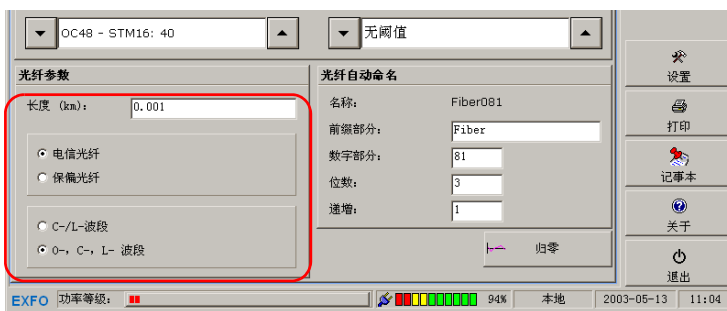 OC48 - STM16: 40
无阈值
光纤参数
长度 (km): 0.001
电信光纤
保偏光纤
C-/L-波段
O-, C-, L- 波段
光纤自动命名
名称: Fiber081
前缀部分: Fiber
数字部分: 81
位数: 3
递增: 1
归零
设置
打印
记事本
关于
退出
EXFO 功率等级: 94% 本地 2003-05-13 11:04